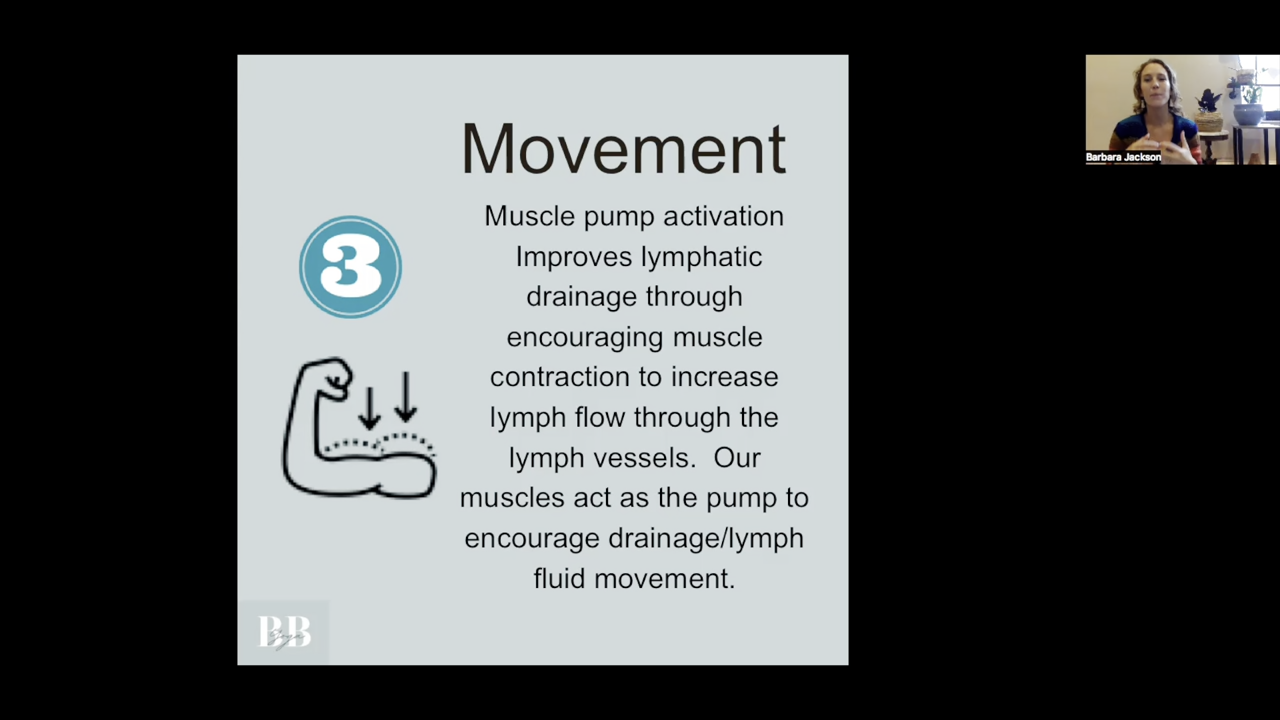 Movement
Muscle pump activation
Improves lymphatic
drainage through
encouraging muscle
contraction to increase
lymph flow through the
lymph vessels.  Our
muscles act as the pump to
encourage drainage/lymph
fluid movement.
3
BB
Yoga
Barbara Jackson